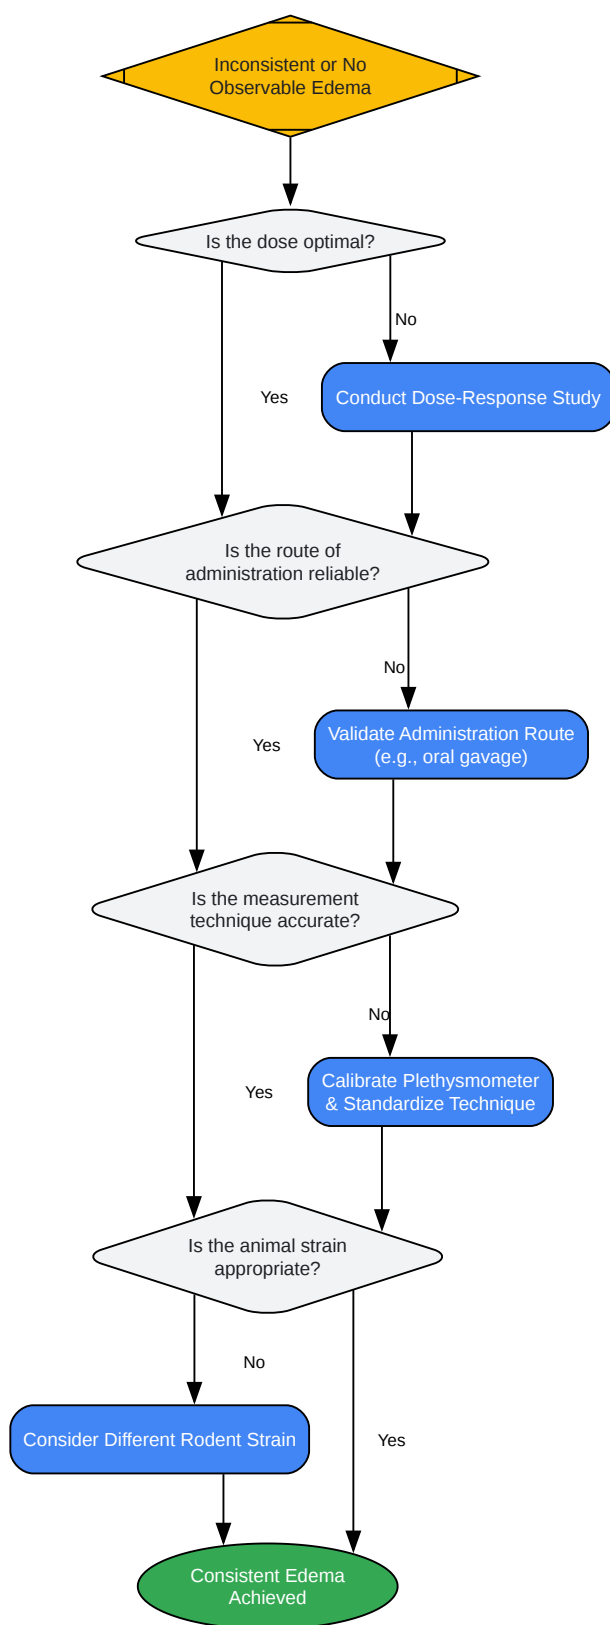 Inconsistent or No
Observable Edema
Is the dose optimal?
No
Yes
Conduct Dose-Response Study
Is the route of
administration reliable?
No
Yes
Validate Administration Route
(e.g., oral gavage)
Is the measurement
technique accurate?
No
Yes
Calibrate Plethysmometer
& Standardize Technique
Is the animal strain
appropriate?
No
Consider Different Rodent Strain
Yes
Consistent Edema
Achieved